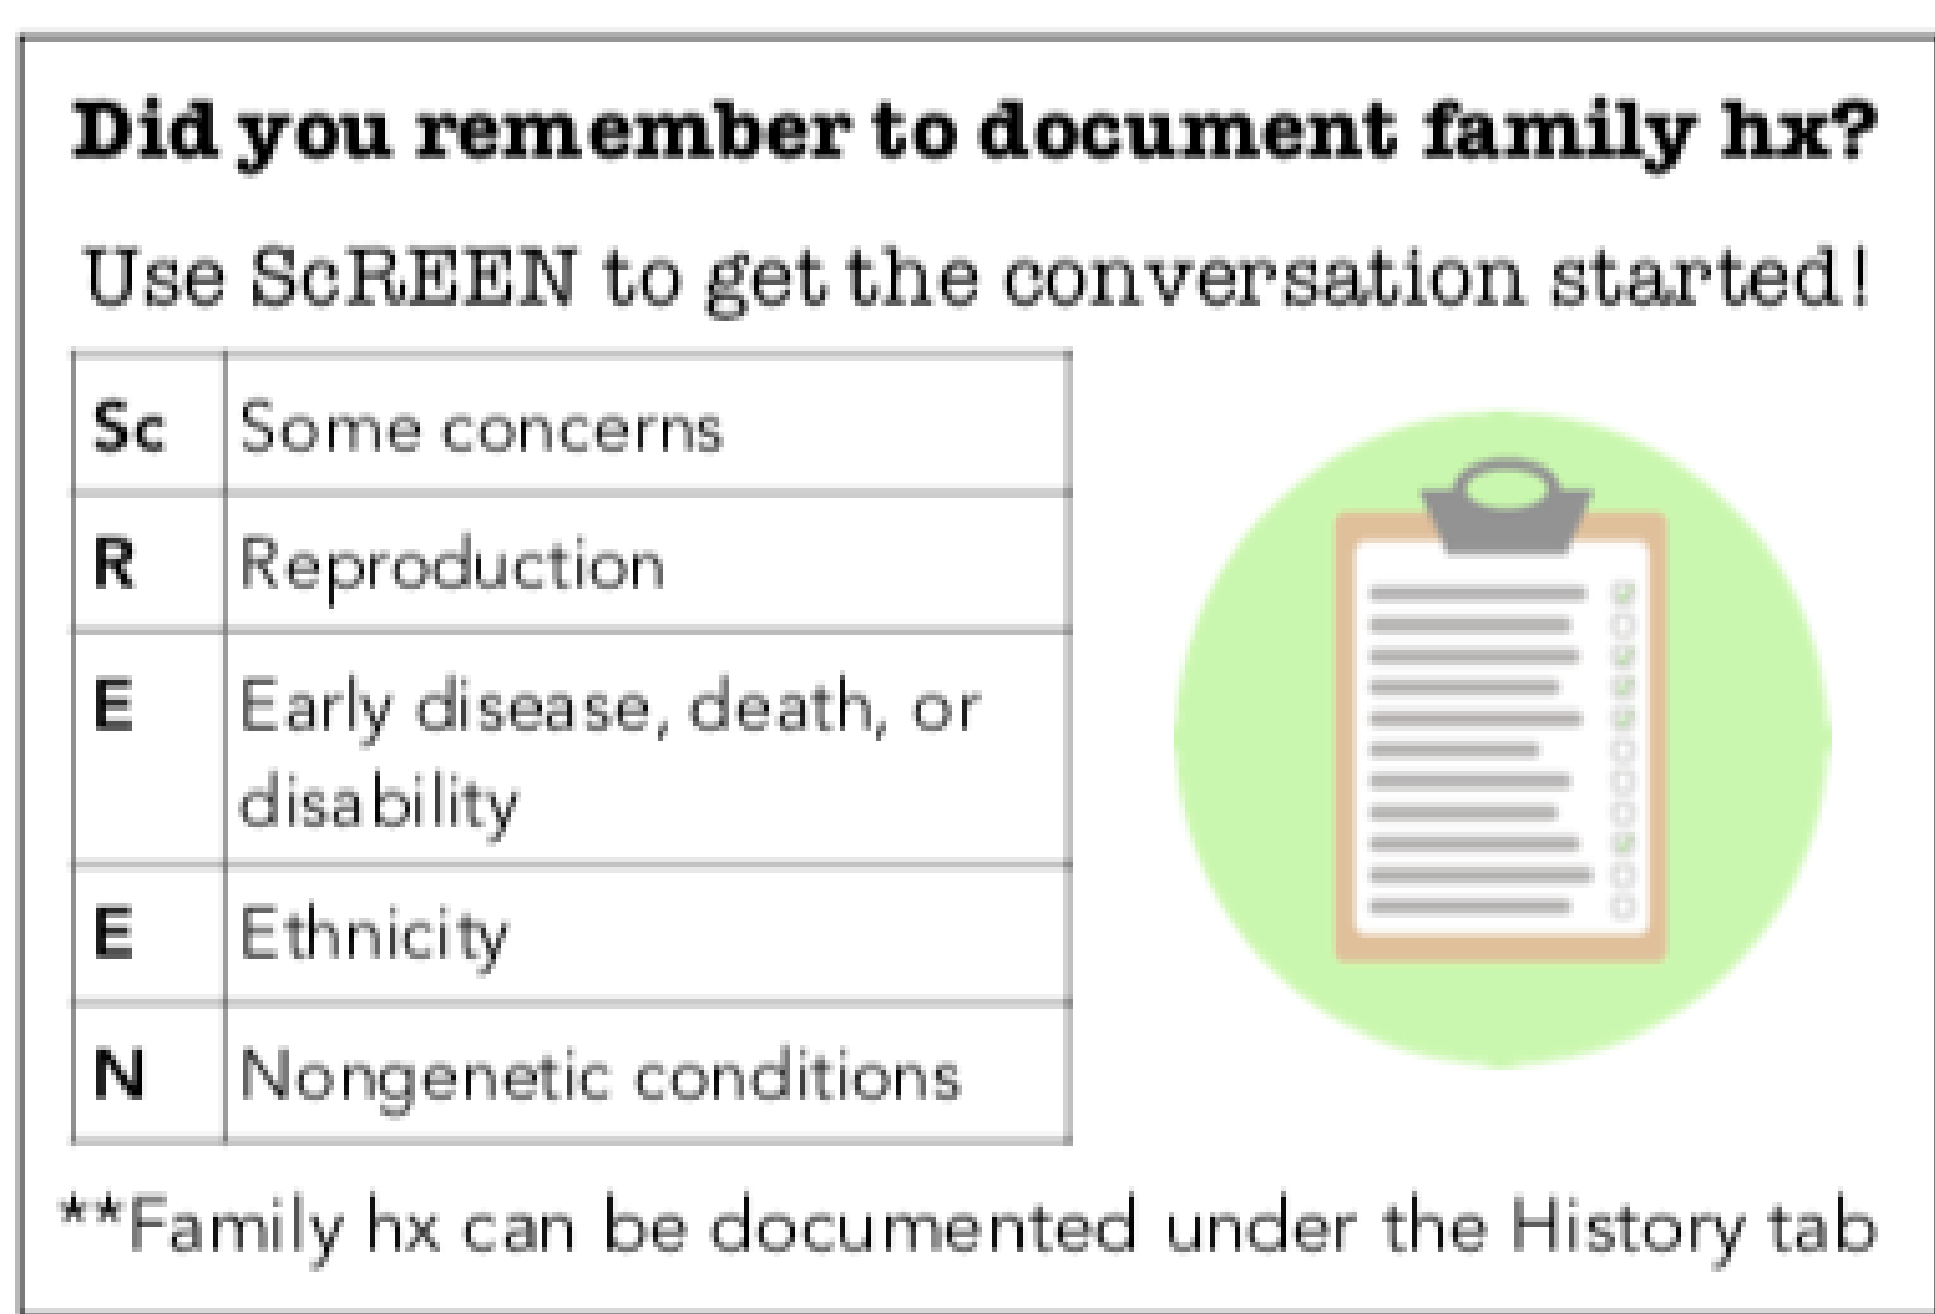 Did you remember to document family hx?
Use ScREEN to get the conversation started!
Sc Some concerns
R Reproduction
E Early disease, death, or
disability
E Ethnicity
N Nongenetic conditions
**Family hx can be documented under the History tab